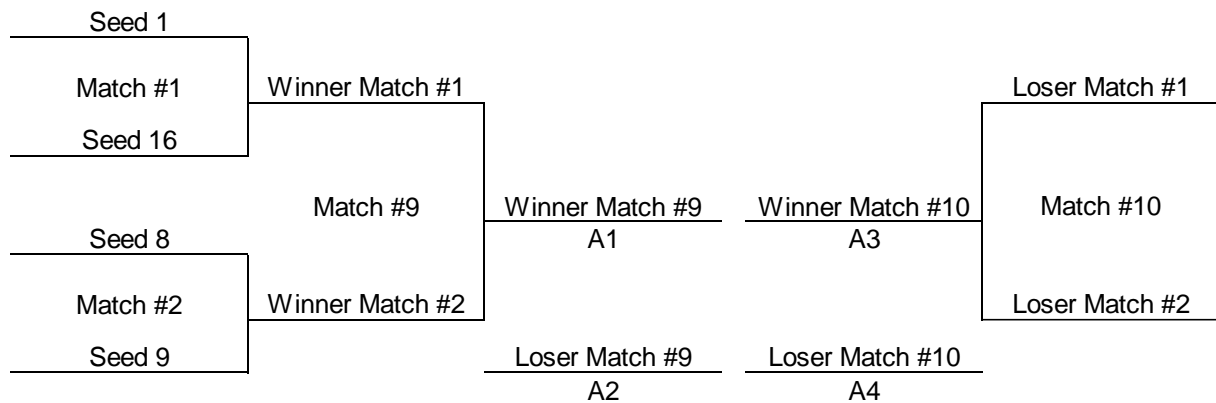 Seed 1
Match #1
Winner Match #1
Loser Match #1
Seed 16
Match #9
Winner Match #9
Winner Match #10
Match #10
A1
A3
Seed 8
Match #2
Winner Match #2
Loser Match #2
Seed 9
Loser Match #9
Loser Match #10
A2
A4